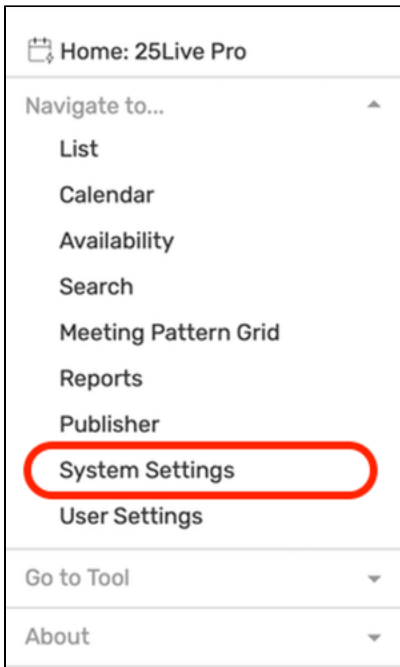 Home: 25Live Pro
Navigate to...
List
Calendar
Availability
Search
Meeting Pattern Grid
Reports
Publisher
System Settings
User Settings
Go to Tool
About